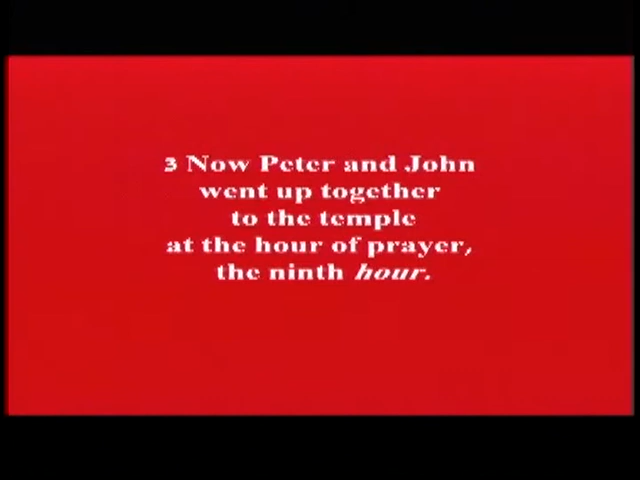 3 Now Peter and John
went up together
to the temple
at the hour of prayer,
the ninth hour.